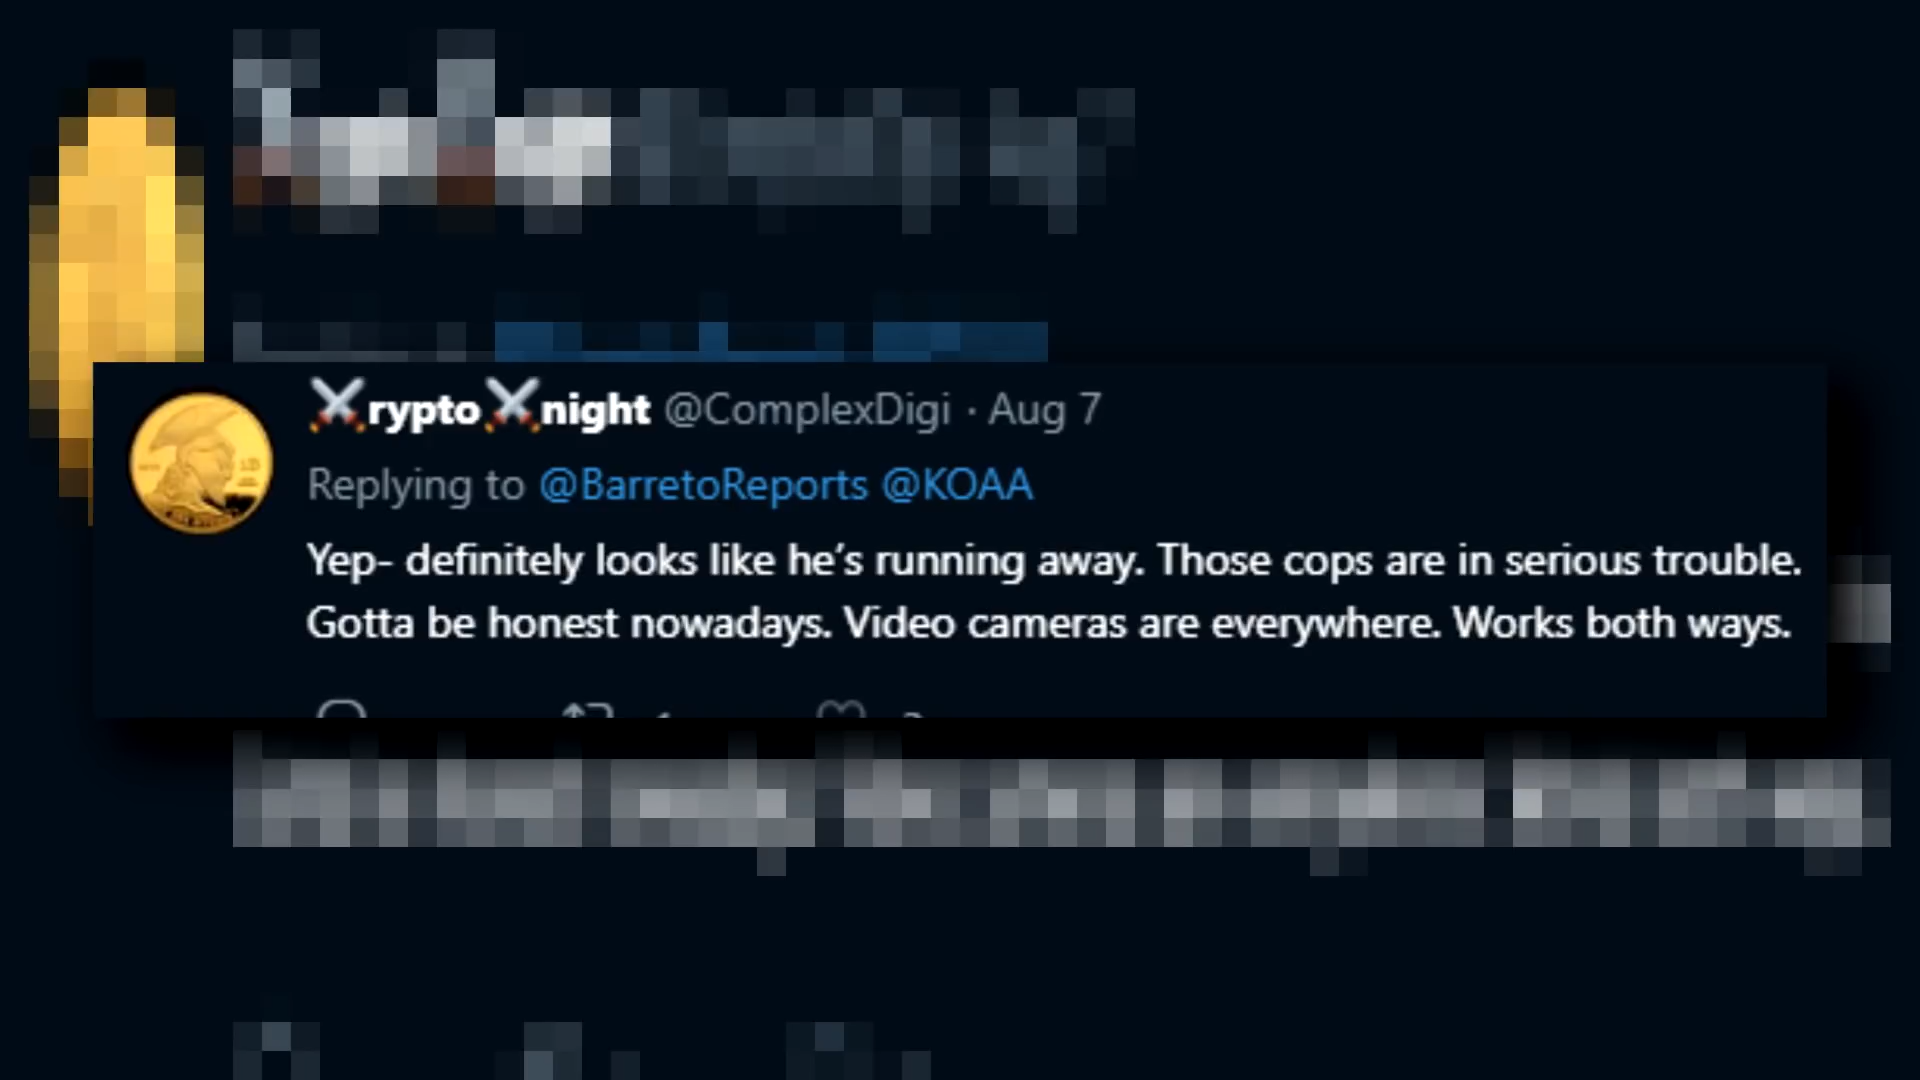 ⚔rypto⚔night @ComplexDigi · Aug 7
Replying to @BarretoReports @KOAA
Yep- definitely looks like he’s running away. Those cops are in serious trouble.
Gotta be honest nowadays. Video cameras are everywhere. Works both ways.